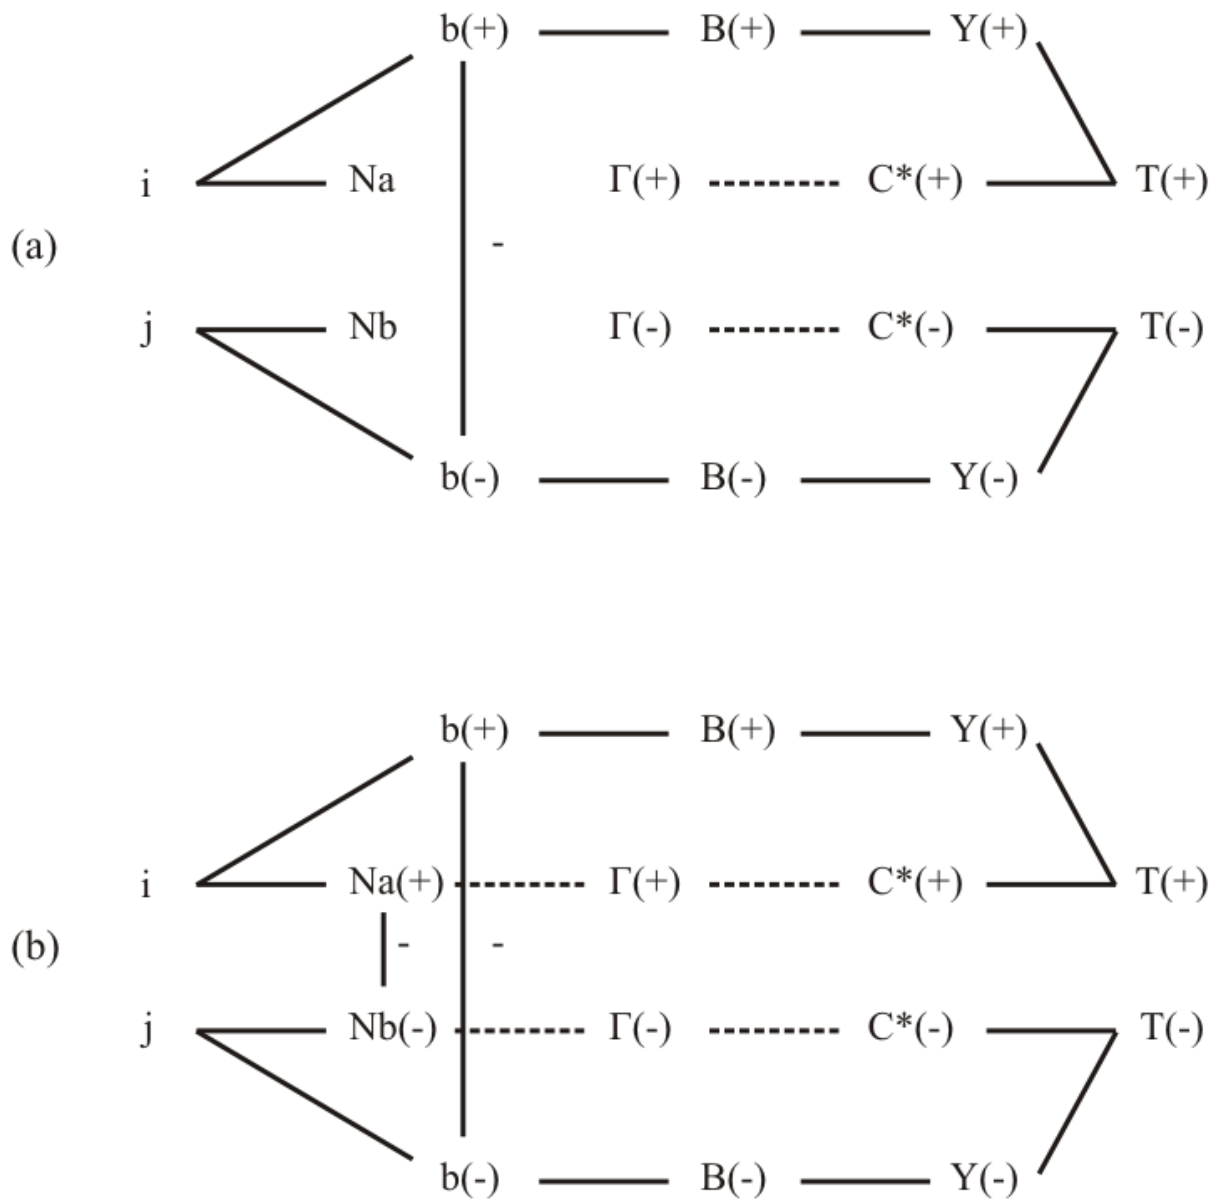 b(+) B(+) Y(+)
i Na Γ(+) C*(+) T(+)
(a) -
j Nb Γ(-) C*(-) T(-)
b(-) B(-) Y(-)
b(+) B(+) Y(+)
i Na(+) Γ(+) C*(+) T(+)
(b) - -
j Nb(-) Γ(-) C*(-) T(-)
b(-) B(-) Y(-)